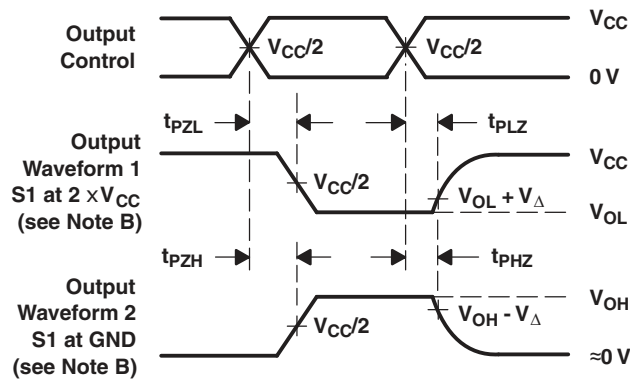 Output
Control
V_CC/2
V_CC/2
V_CC
0 V
t_PZL
t_PLZ
Output
Waveform 1
S1 at 2 x V_CC
(see Note B)
V_CC/2
V_OL + V_Δ
V_CC
V_OL
t_PZH
t_PHZ
Output
Waveform 2
S1 at GND
(see Note B)
V_CC/2
V_OH - V_Δ
V_OH
≈0 V